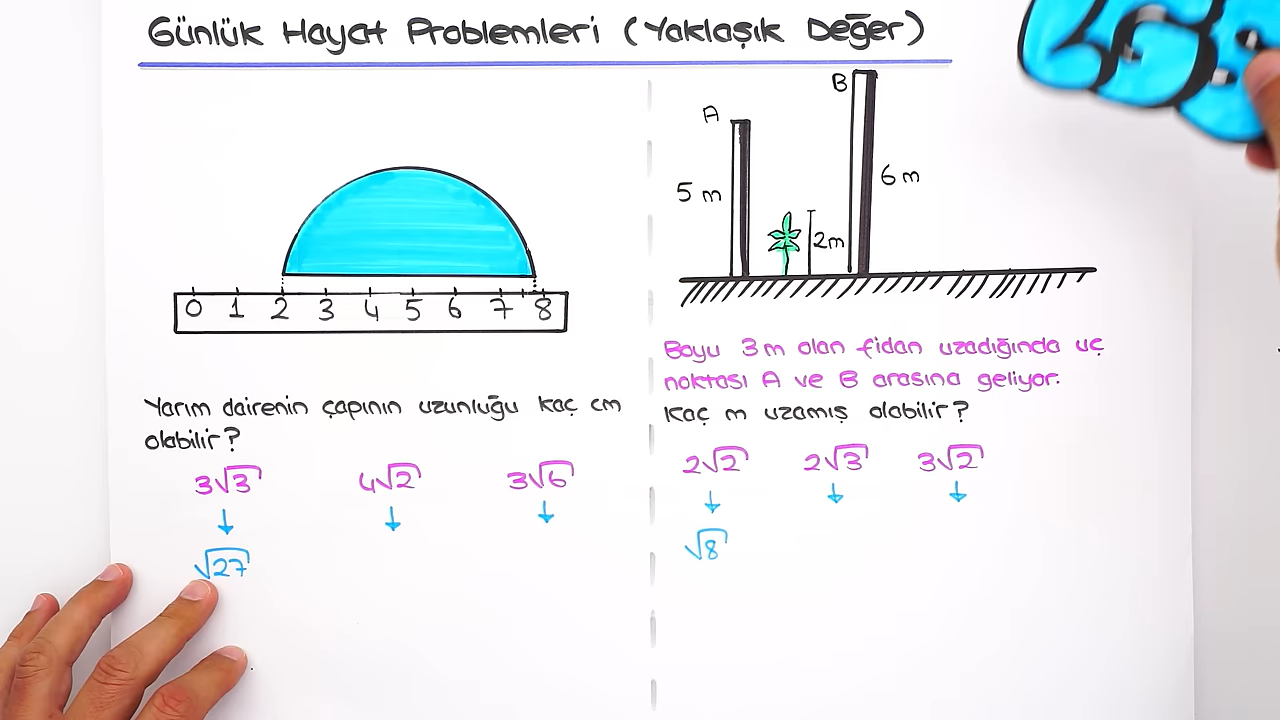 Günlük Hayat Problemleri (Yaklaşık Değer)
0 1 2 3 4 5 6 7 8
Yarım dairenin çapının uzunluğu kaç cm
olabilir?
3√3 4√2 3√6
√27
A
B
5 m
2m
6 m
Boyu 3m olan fidan uzadığında uç
noktası A ve B arasına geliyor.
Kaç m uzamış olabilir?
2√2 2√3 3√2
√8